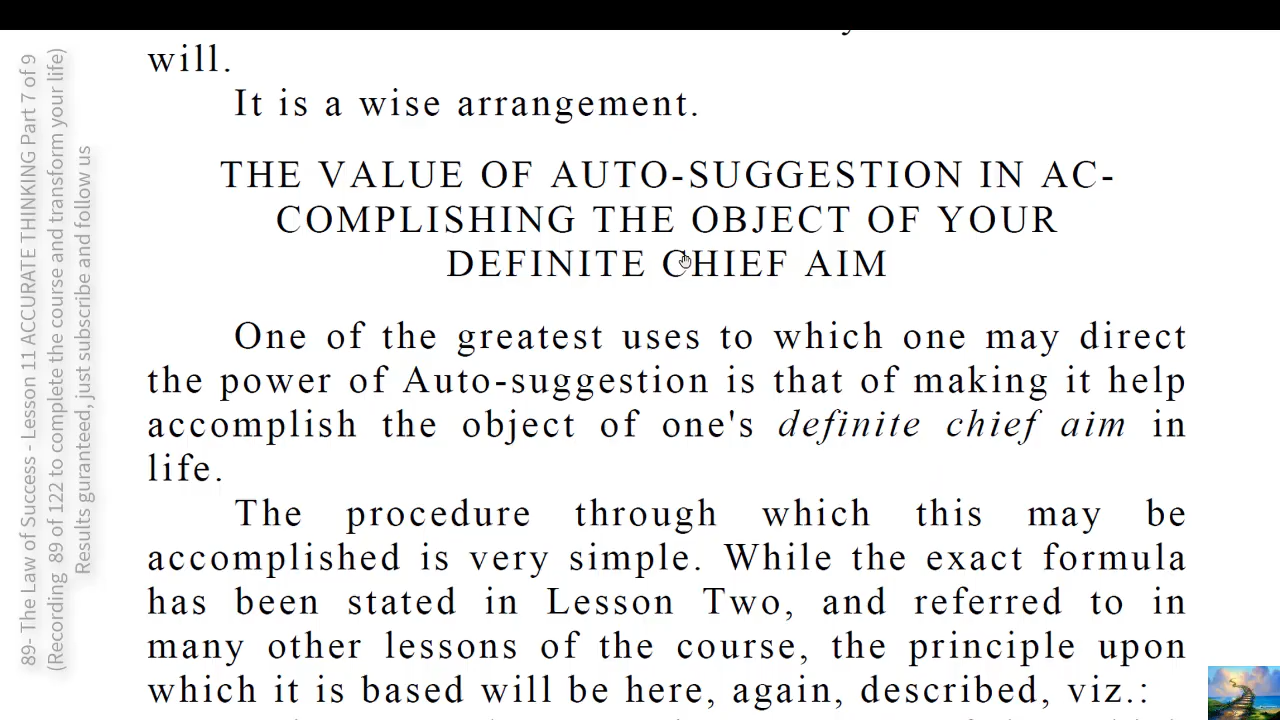 will.
It is a wise arrangement.
THE VALUE OF AUTO-SUGGESTION IN AC-
COMPLISHING THE OBJECT OF YOUR
DEFINITE CHIEF AIM
One of the greatest uses to which one may direct
the power of Auto-suggestion is that of making it help
accomplish the object of one's definite chief aim in
life.
The procedure through which this may be
accomplished is very simple. While the exact formula
has been stated in Lesson Two, and referred to in
many other lessons of the course, the principle upon
which it is based will be here, again, described, viz.:
89- The Law of Success - Lesson 11 ACCURATE THINKING Part 7 of 9
(Recording 89 of 122 to complete the course and transform your life)
Results guranteed, just subscribe and follow us